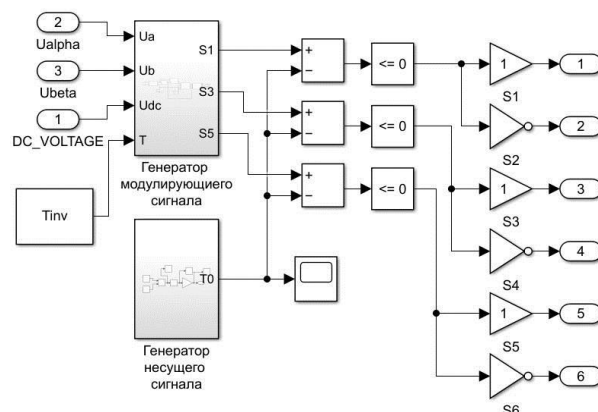 2
Ualpha
3
Ubeta
1
DC_VOLTAGE
Tinv
Ua
Ub
Udc
T
S1
S3
S5
Генератор
модулирующиего
сигнала
T0
Генератор
несущего
сигнала
+
−
<= 0
+
−
<= 0
+
−
<= 0
1
1
S1
2
S2
1
3
S3
4
S4
1
5
S5
6
S6